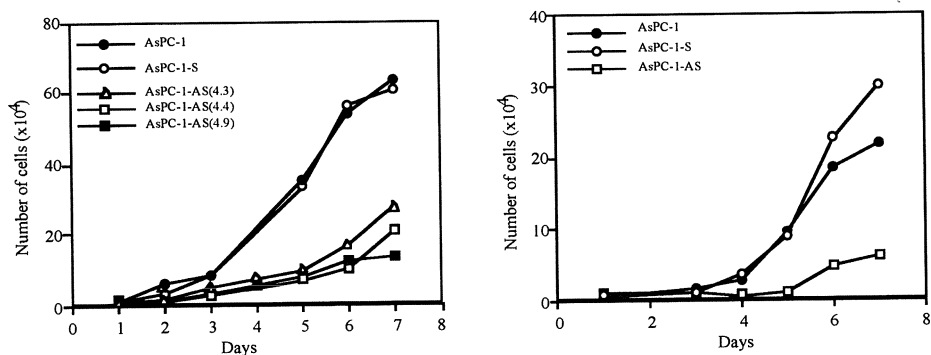 80
60
40
20
0
Number of cells (x10⁴)
AsPC-1
AsPC-1-S
AsPC-1-AS(4.3)
AsPC-1-AS(4.4)
AsPC-1-AS(4.9)
0 1 2 3 4 5 6 7 8
Days
40
30
20
10
0
Number of cells (x10⁴)
AsPC-1
AsPC-1-S
AsPC-1-AS
0 2 4 6 8
Days